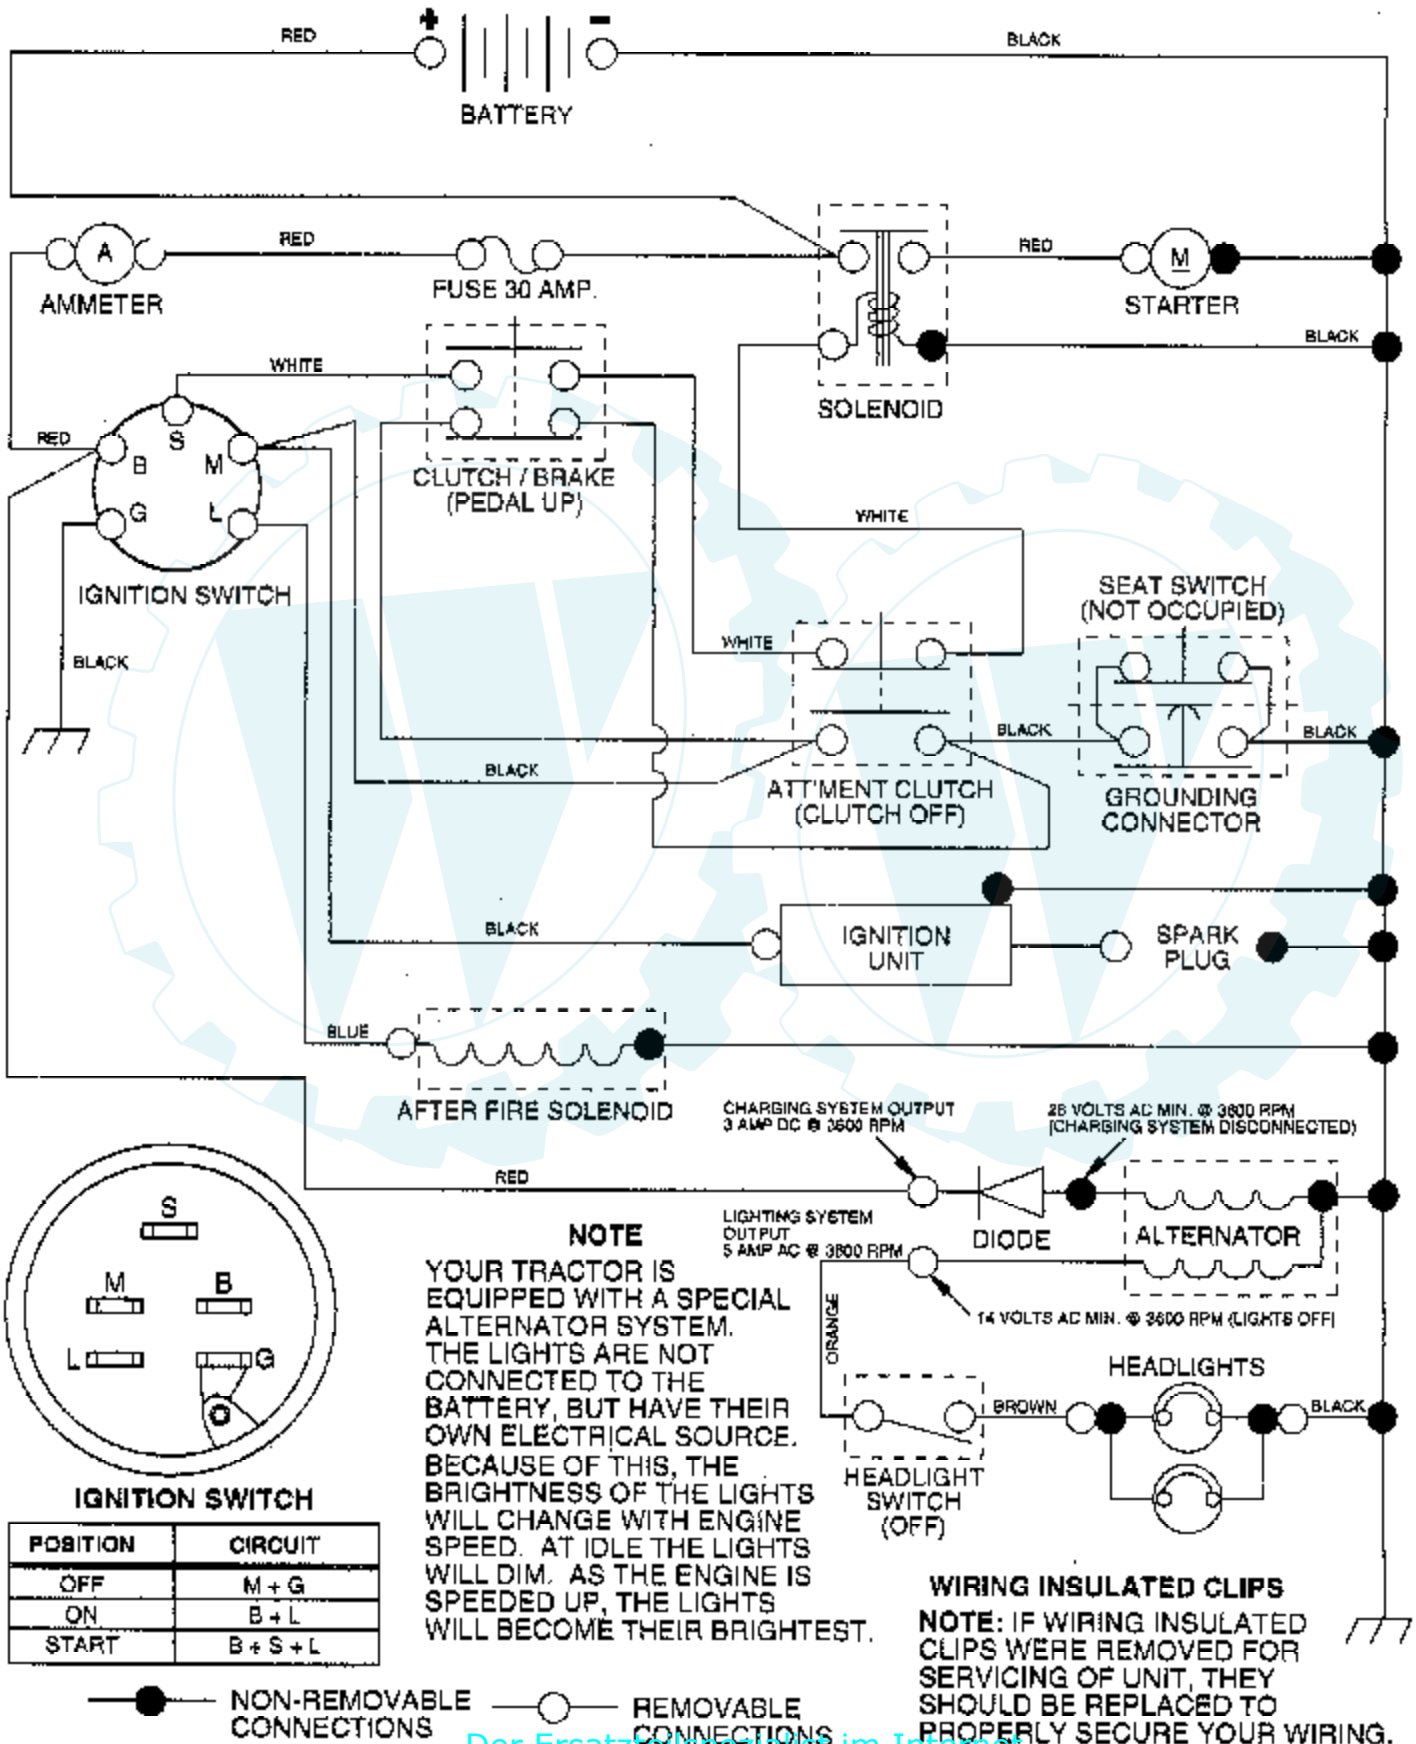 + −
RED
BLACK
BATTERY
A
RED
RED
M
AMMETER
FUSE 30 AMP.
STARTER
BLACK
WHITE
SOLENOID
RED
S
B
M
G
L
CLUTCH / BRAKE
(PEDAL UP)
WHITE
IGNITION SWITCH
SEAT SWITCH
(NOT OCCUPIED)
BLACK
WHITE
BLACK
BLACK
BLACK
ATT'MENT CLUTCH
(CLUTCH OFF)
GROUNDING
CONNECTOR
BLACK
IGNITION
UNIT
SPARK
PLUG
BLUE
AFTER FIRE SOLENOID
CHARGING SYSTEM OUTPUT
3 AMP DC @ 3600 RPM
28 VOLTS AC MIN. @ 3600 RPM
(CHARGING SYSTEM DISCONNECTED)
RED
DIODE
ALTERNATOR
LIGHTING SYSTEM
OUTPUT
5 AMP AC @ 3600 RPM
14 VOLTS AC MIN. @ 3600 RPM (LIGHTS OFF)
ORANGE
HEADLIGHTS
BROWN
BLACK
HEADLIGHT
SWITCH
(OFF)
S
M
B
L
G
IGNITION SWITCH
POSITION CIRCUIT
OFF M + G
ON B + L
START B + S + L
NOTE
YOUR TRACTOR IS
EQUIPPED WITH A SPECIAL
ALTERNATOR SYSTEM.
THE LIGHTS ARE NOT
CONNECTED TO THE
BATTERY, BUT HAVE THEIR
OWN ELECTRICAL SOURCE.
BECAUSE OF THIS, THE
BRIGHTNESS OF THE LIGHTS
WILL CHANGE WITH ENGINE
SPEED. AT IDLE THE LIGHTS
WILL DIM. AS THE ENGINE IS
SPEEDED UP, THE LIGHTS
WILL BECOME THEIR BRIGHTEST.
WIRING INSULATED CLIPS
NOTE: IF WIRING INSULATED
CLIPS WERE REMOVED FOR
SERVICING OF UNIT, THEY
SHOULD BE REPLACED TO
PROPERLY SECURE YOUR WIRING.
NON-REMOVABLE
CONNECTIONS
REMOVABLE
CONNECTIONS
Der Ersatzteilspezialist im Internet